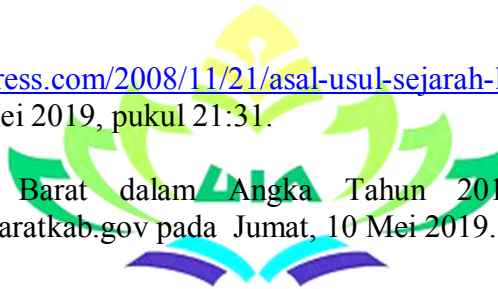 ress.com/2008/11/21/asal-usul-sejarah-
ei 2019, pukul 21:31.
Barat dalam Angka Tahun 201
aratkab.gov pada Jumat, 10 Mei 2019.